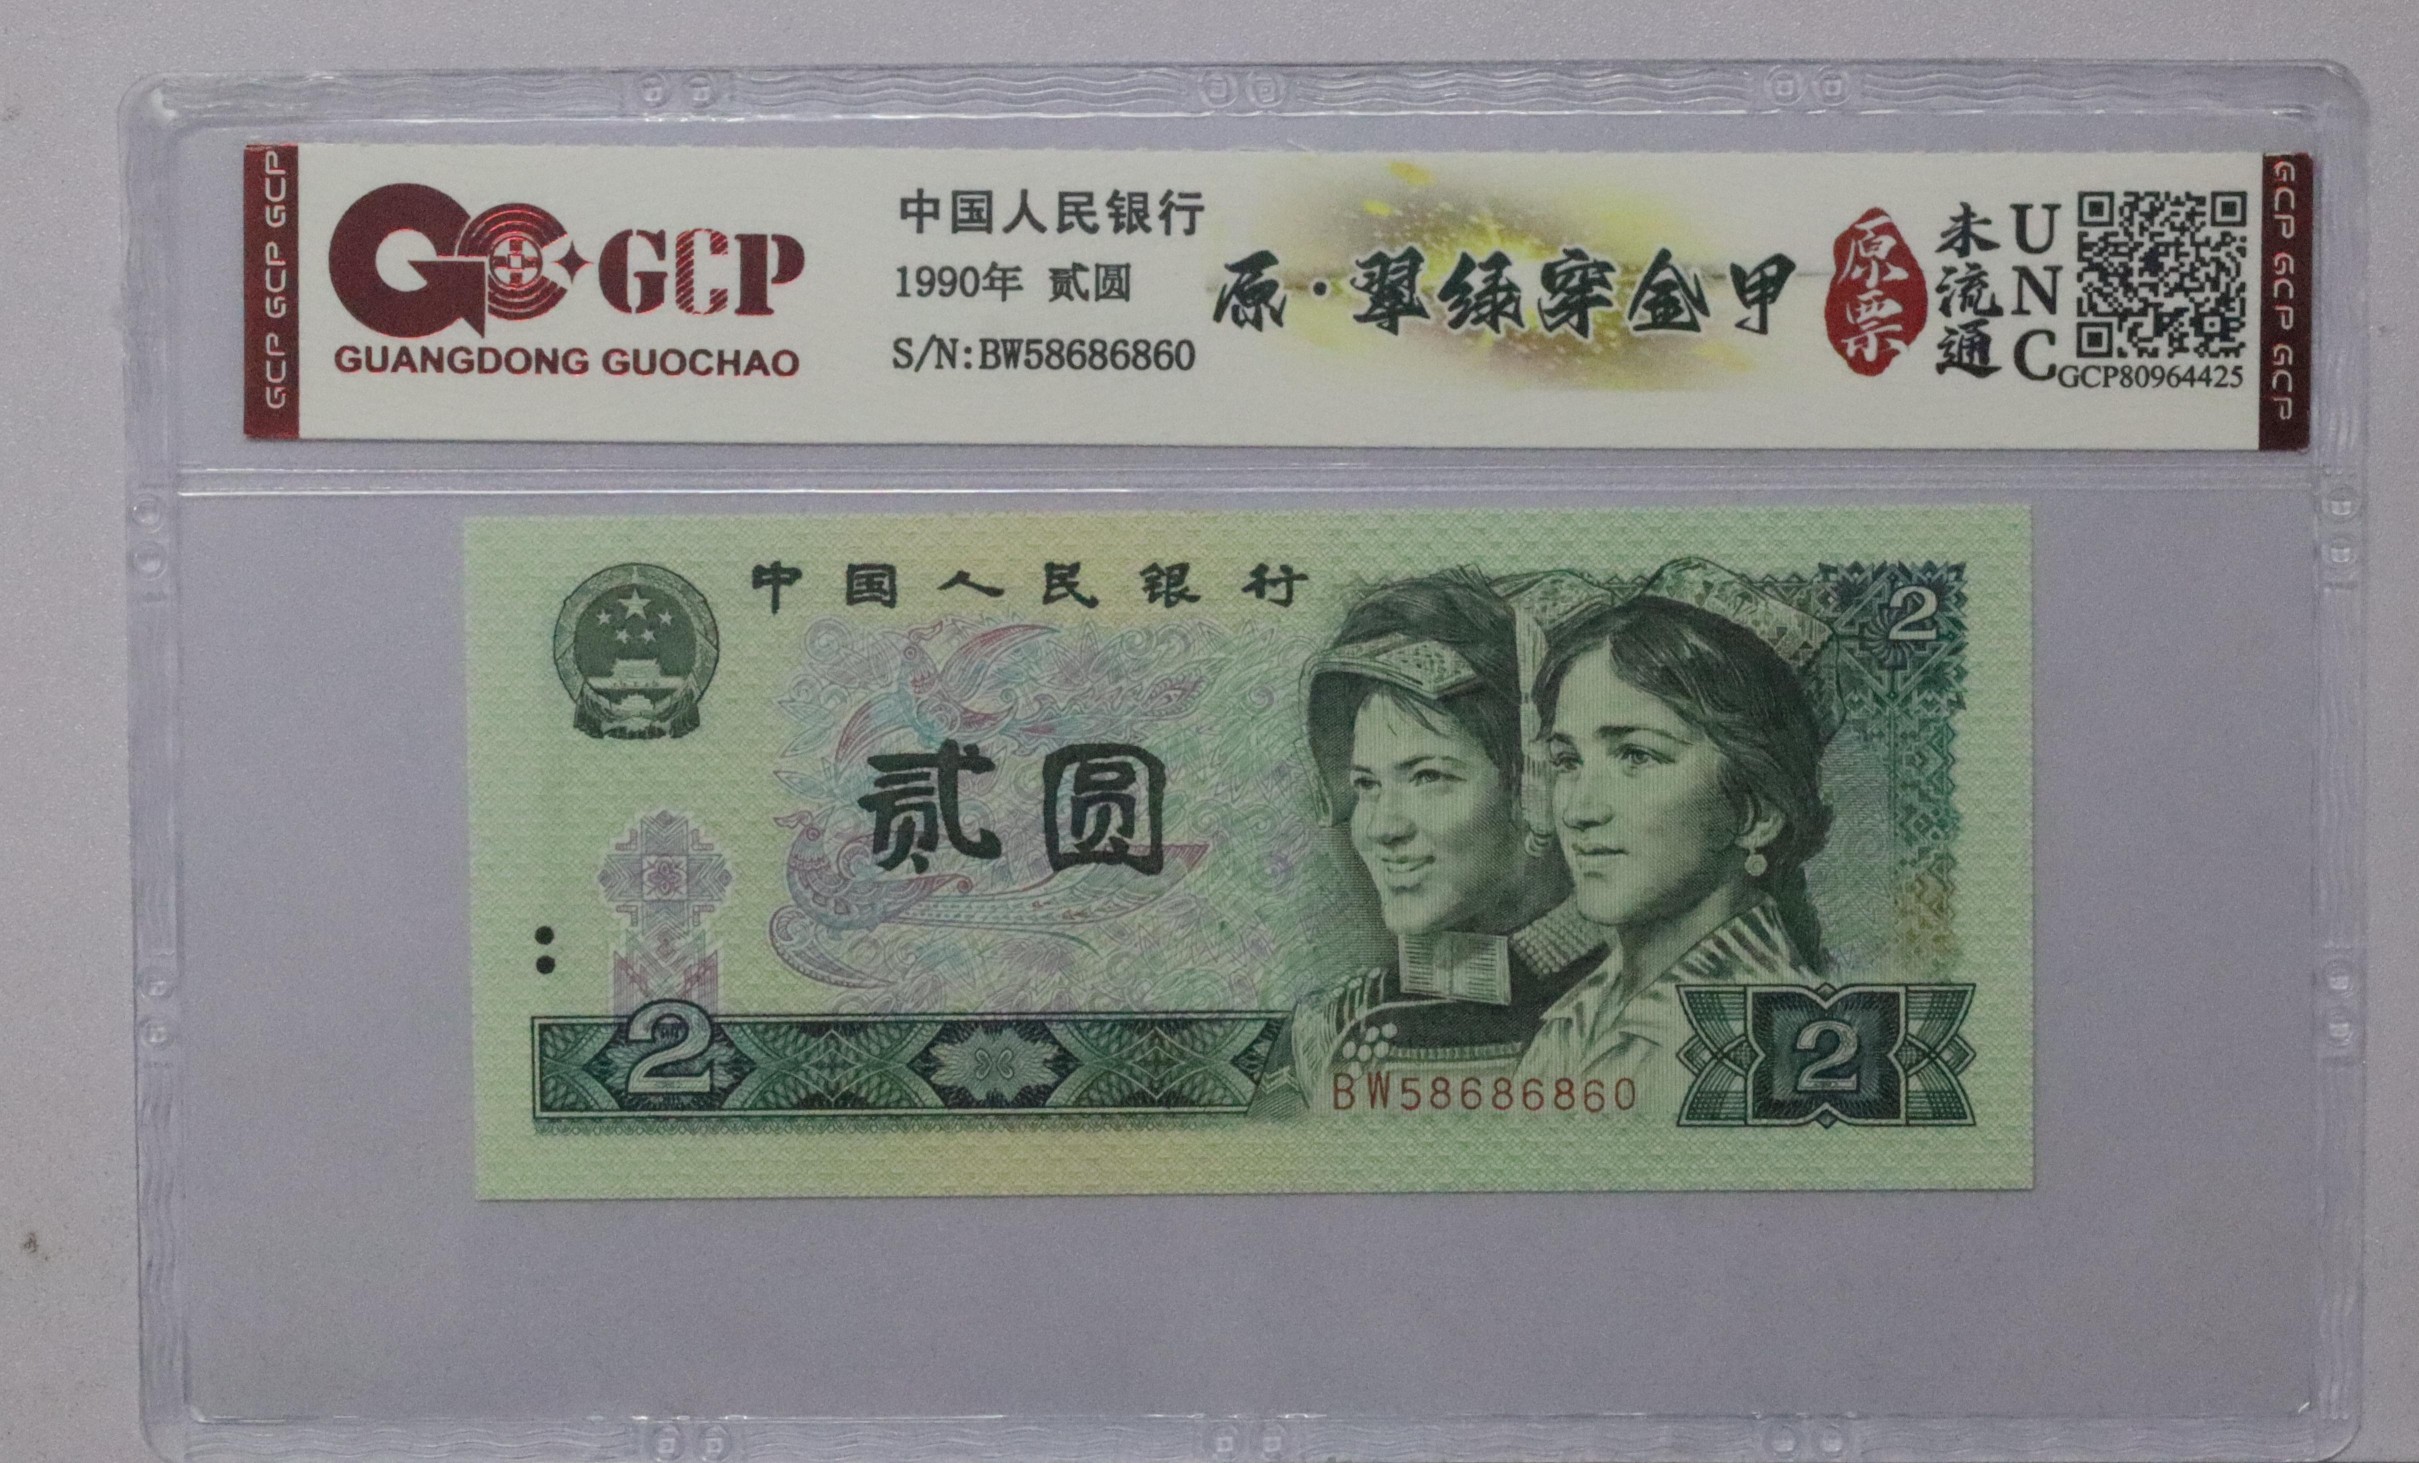 GCP GCP GCP
GCP
GUANGDONG GUOCHAO
中国人民银行
1990年 贰圆
S/N:BW58686860
原·翠绿穿金甲
原票
未流通
UNC
GCP80964425
GCP GCP GCP
中国人民银行
2
贰圆
2
BW58686860
2